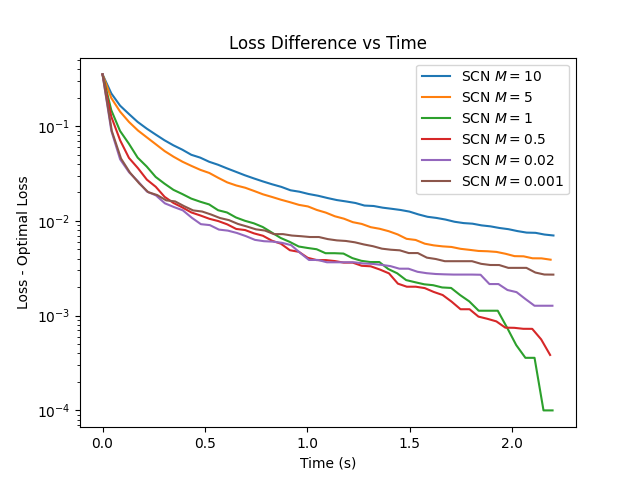 Loss Difference vs Time
Loss - Optimal Loss
10⁻¹
10⁻²
10⁻³
10⁻⁴
SCN M = 10
SCN M = 5
SCN M = 1
SCN M = 0.5
SCN M = 0.02
SCN M = 0.001
0.0 0.5 1.0 1.5 2.0
Time (s)